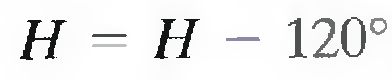 H = H − 120°